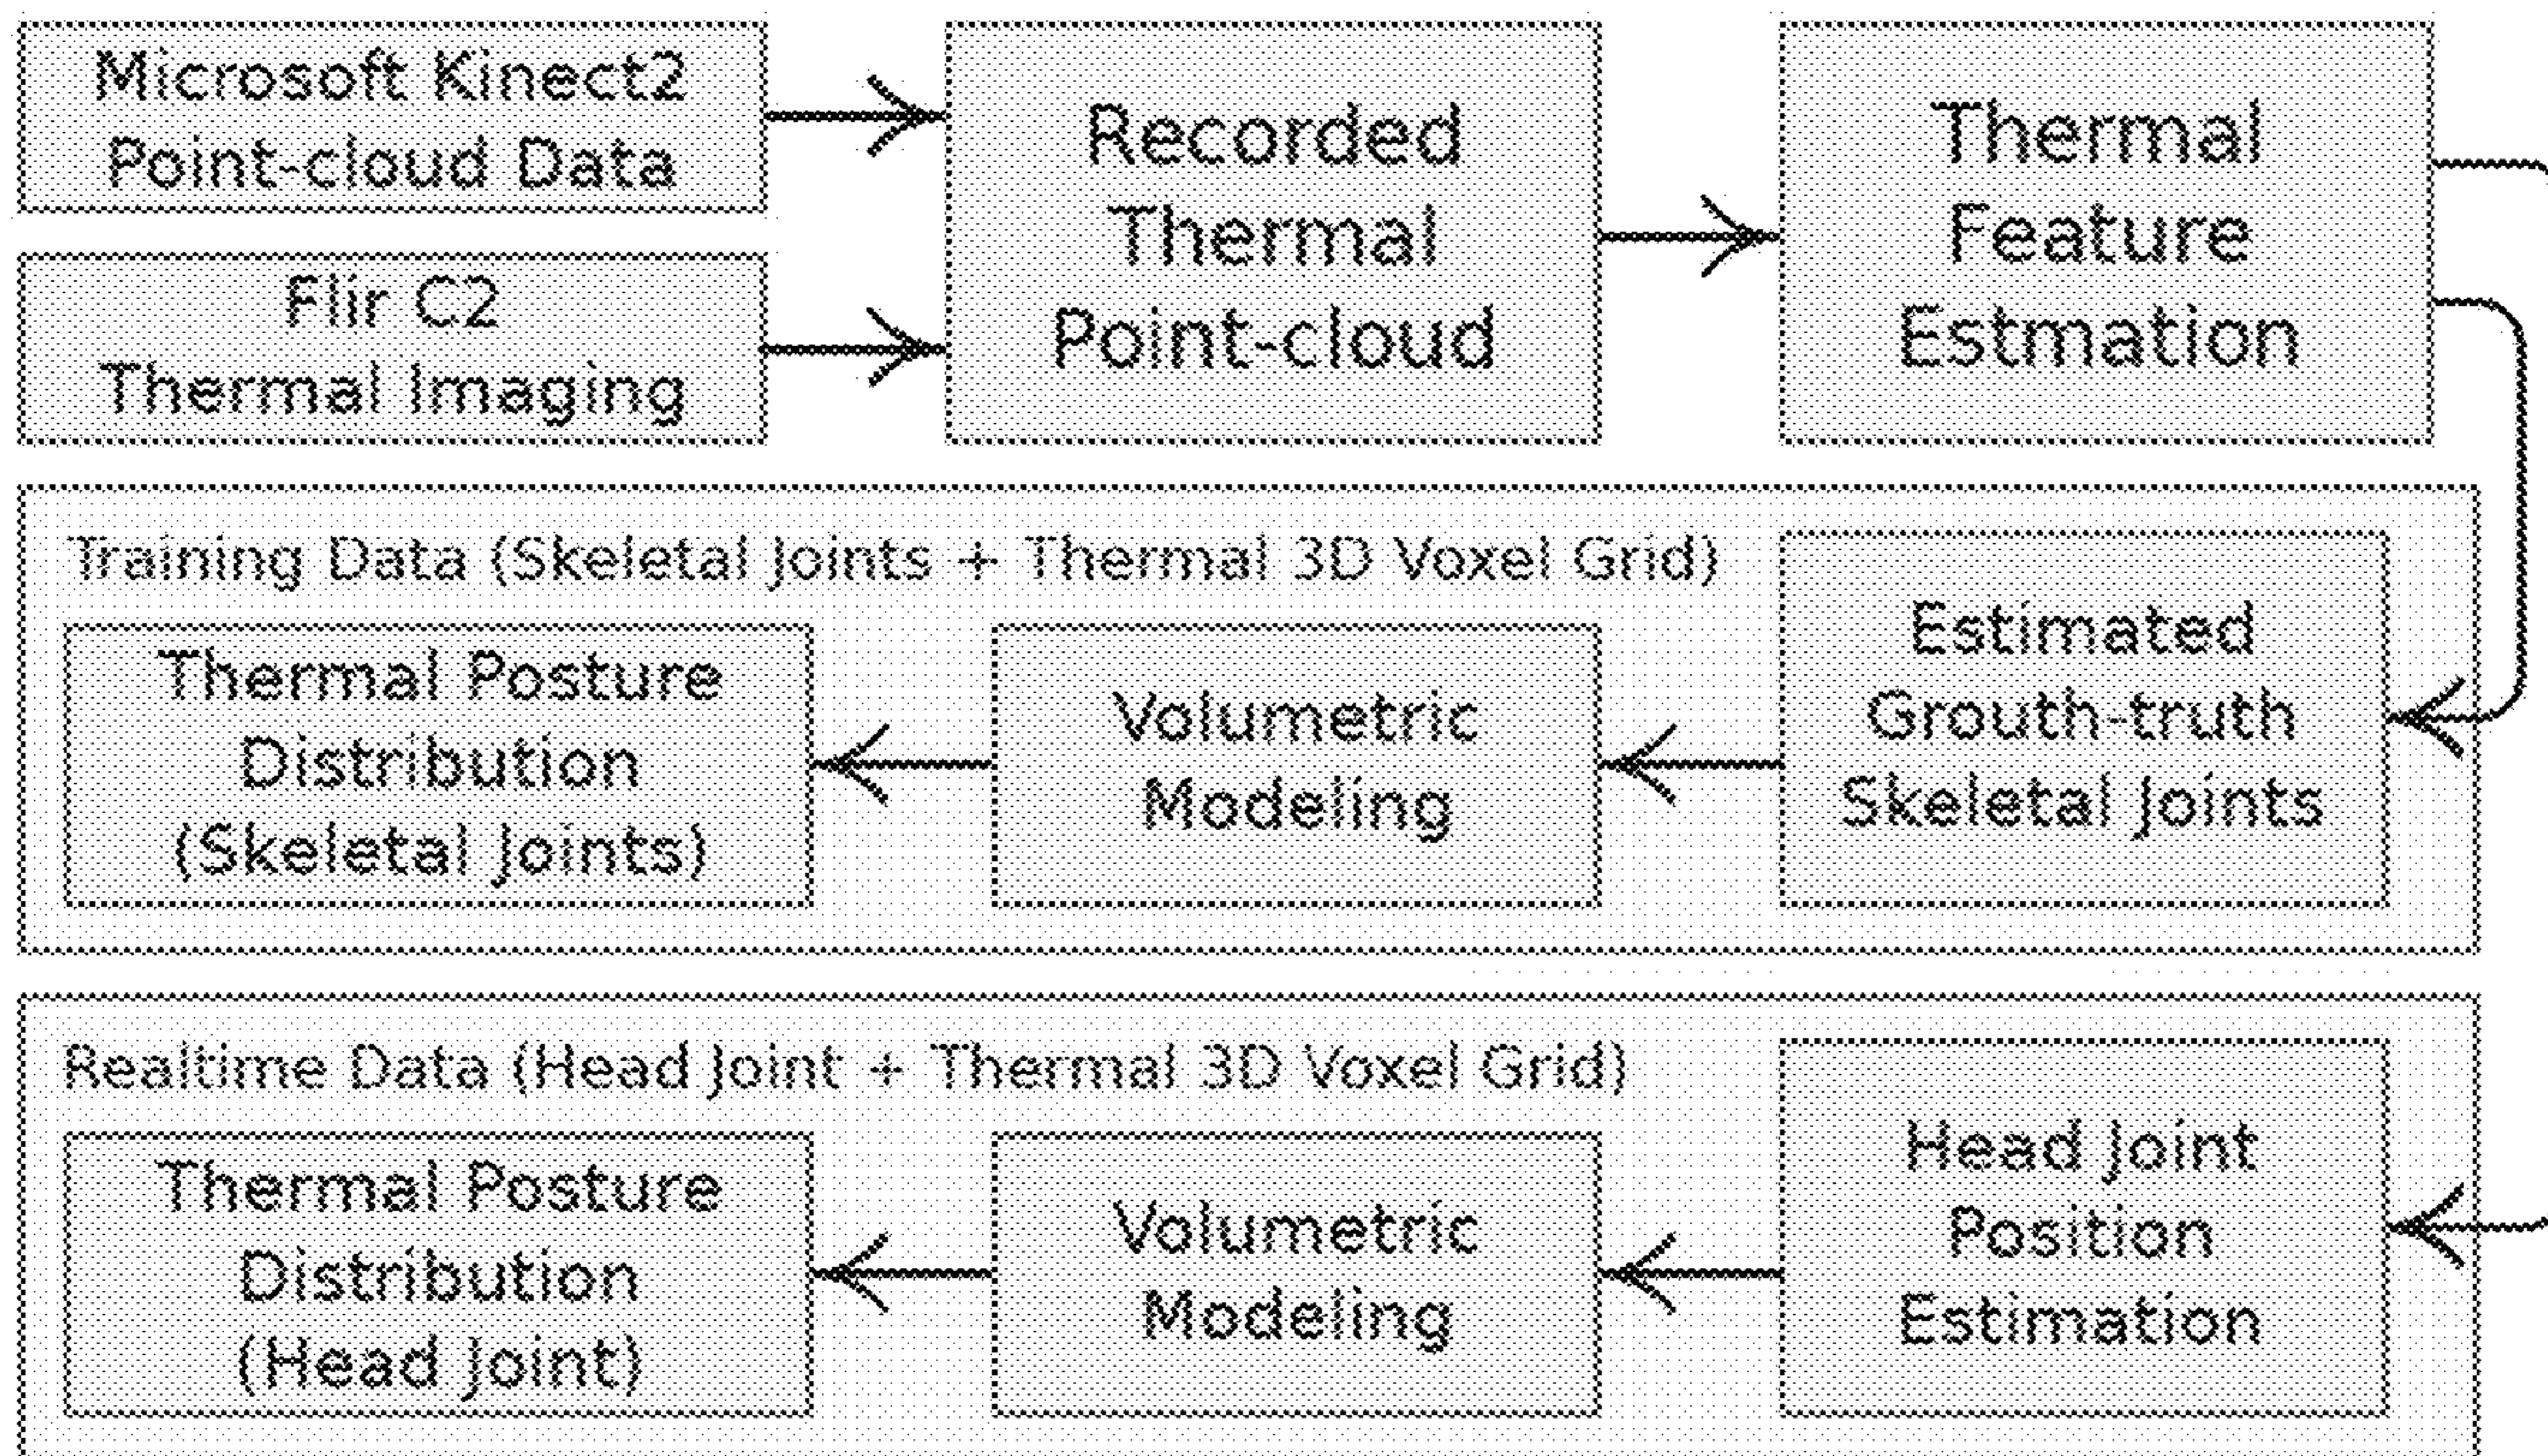 Microsoft Kinect2
Point-cloud Data
Flir C2
Thermal Imaging
Recorded
Thermal
Point-cloud
Thermal
Feature
Estmation
Training Data (Skeletal Joints + Thermal 3D Voxel Grid)
Estimated
Grouth-truth
Skeletal Joints
Volumetric
Modeling
Thermal Posture
Distribution
(Skeletal Joints)
Realtime Data (Head Joint + Thermal 3D Voxel Grid)
Head Joint
Position
Estimation
Volumetric
Modeling
Thermal Posture
Distribution
(Head Joint)